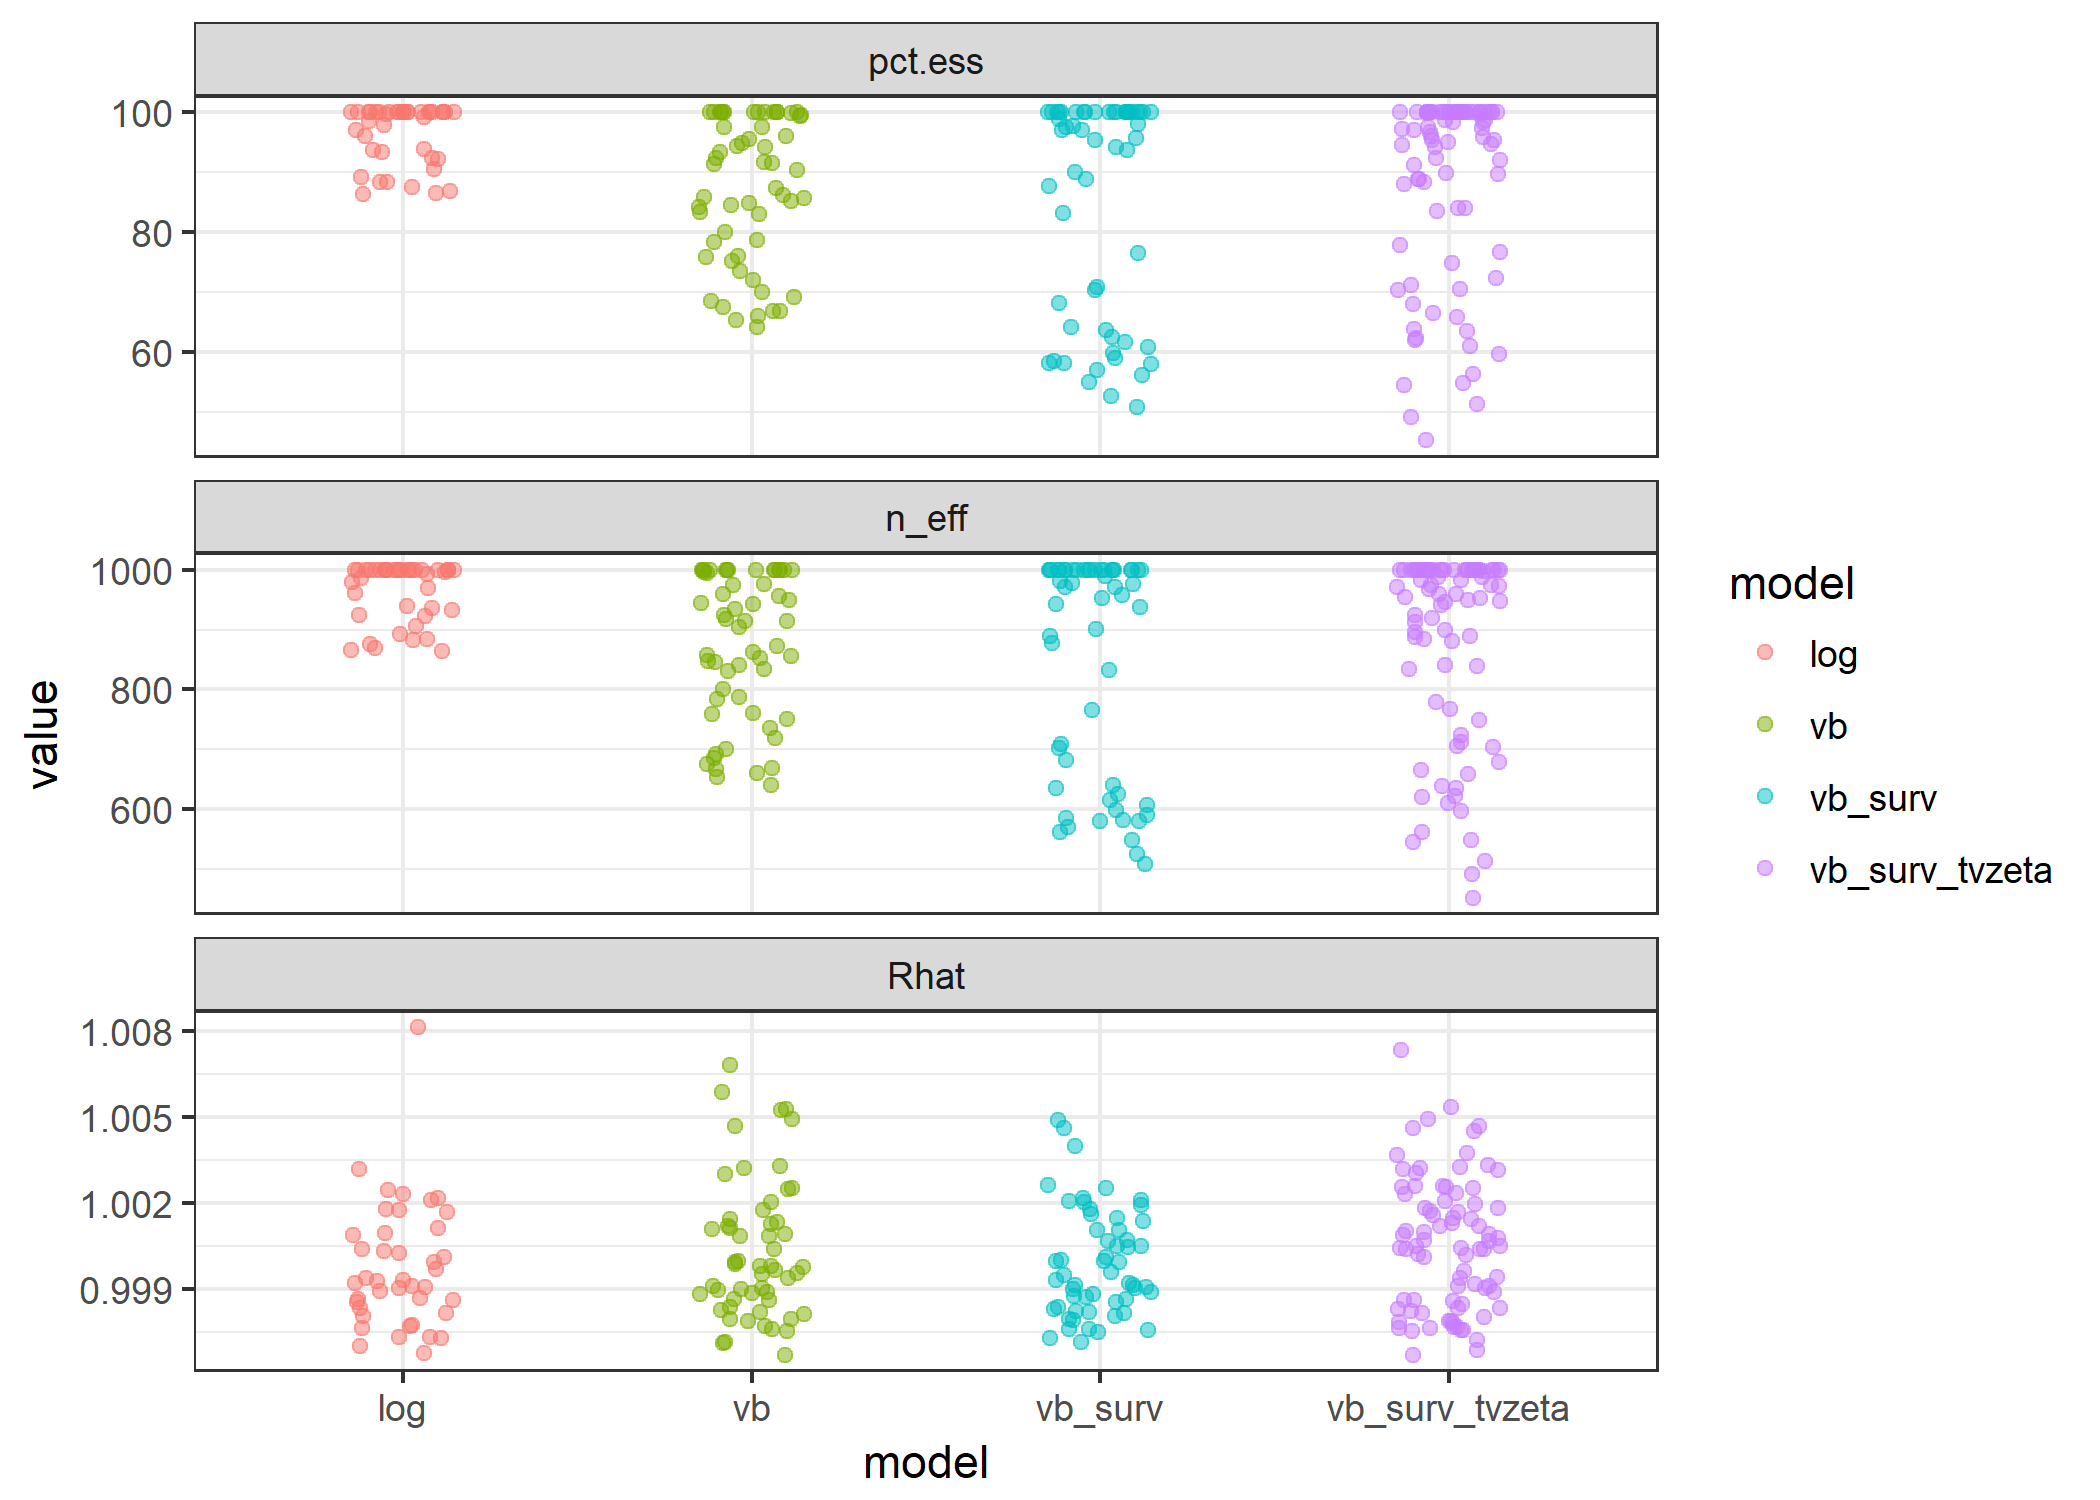 pct.ess
100
80
60
n_eff
1000
800
600
Rhat
1.008
1.005
1.002
0.999
value
log
vb
vb_surv
vb_surv_tvzeta
model
model
log
vb
vb_surv
vb_surv_tvzeta